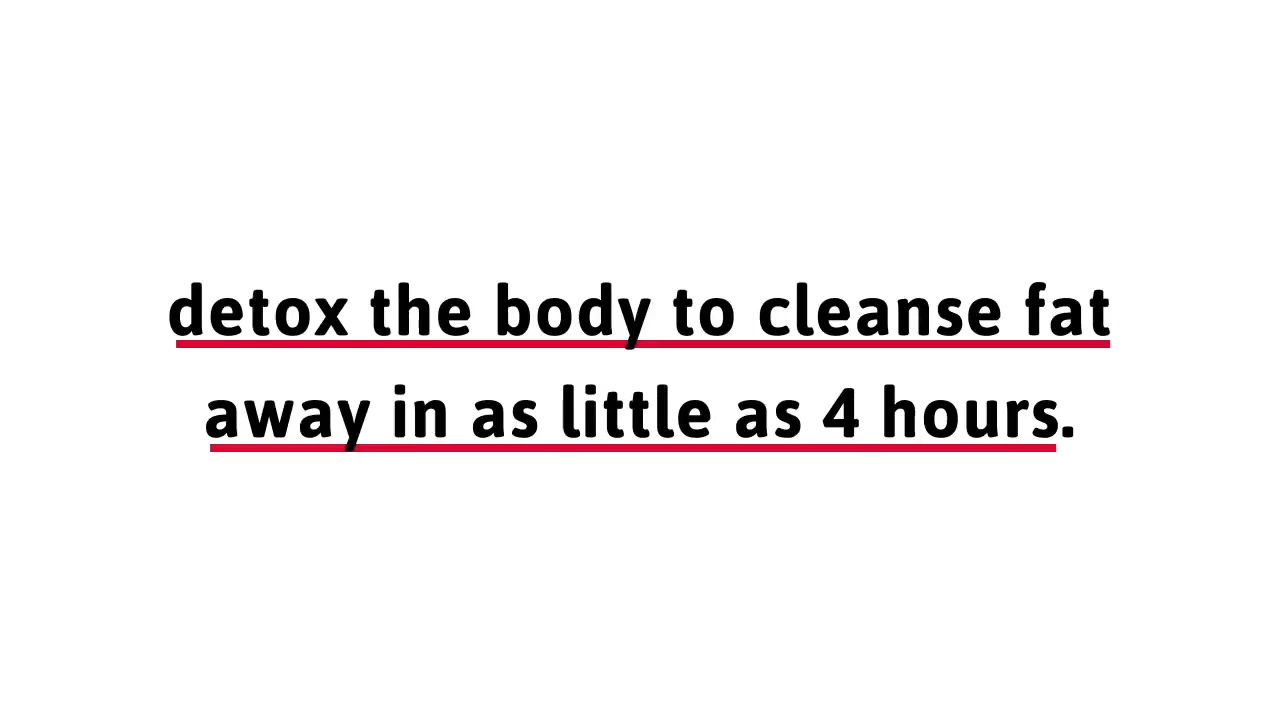 detox the body to cleanse fat
away in as little as 4 hours.